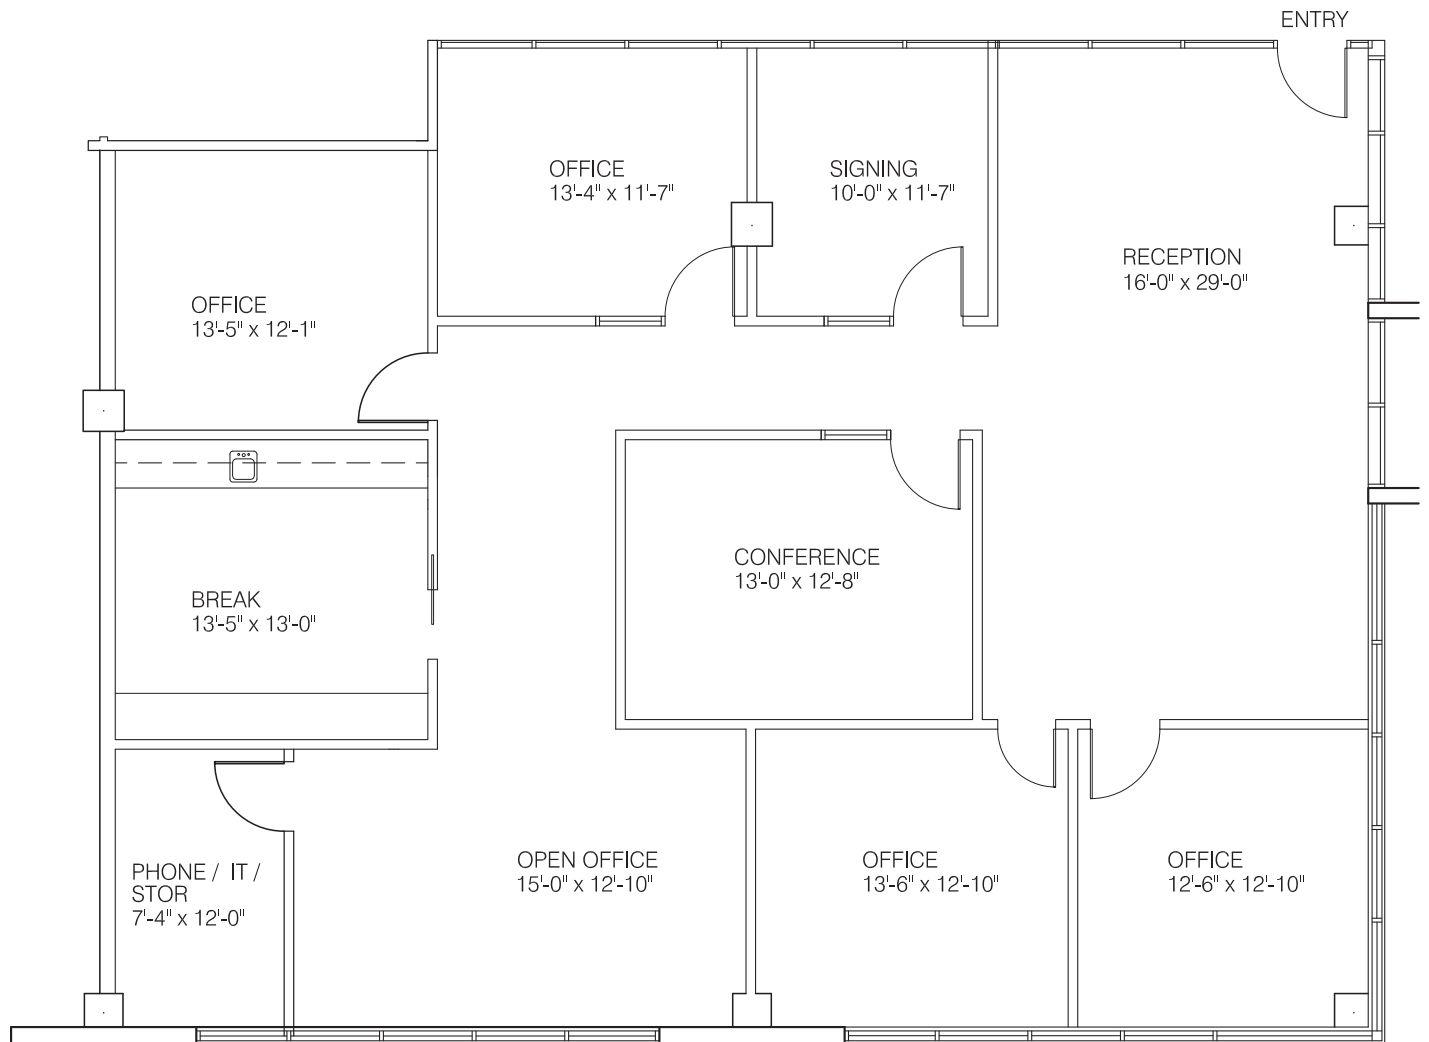 ENTRY
OFFICE
13'-4" x 11'-7"
SIGNING
10'-0" x 11'-7"
RECEPTION
16'-0" x 29'-0"
OFFICE
13'-5" x 12'-1"
CONFERENCE
13'-0" x 12'-8"
BREAK
13'-5" x 13'-0"
PHONE / IT /
STOR
7'-4" x 12'-0"
OPEN OFFICE
15'-0" x 12'-10"
OFFICE
13'-6" x 12'-10"
OFFICE
12'-6" x 12'-10"